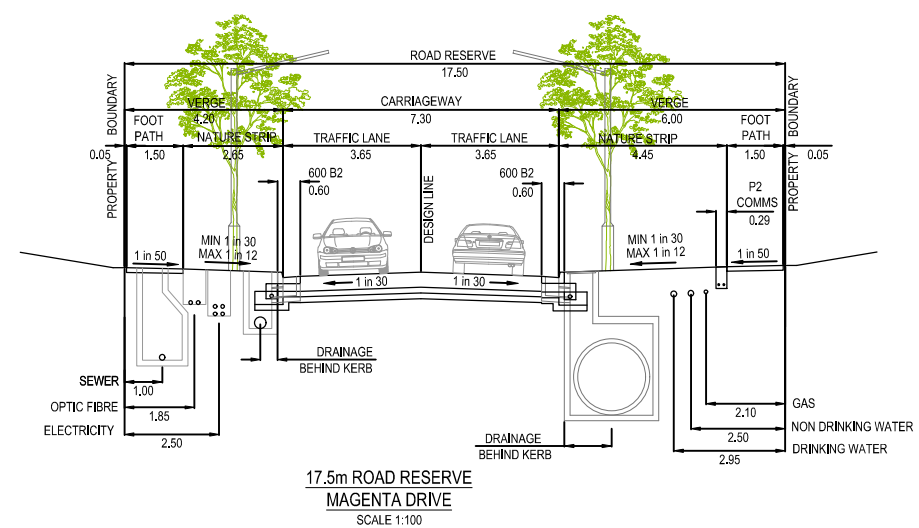 ROAD RESERVE
17.50
BOUNDARY
VERGE
4.20
CARRIAGEWAY
7.30
VERGE
6.00
BOUNDARY
FOOT
PATH
NATURE STRIP
TRAFFIC LANE
TRAFFIC LANE
NATURE STRIP
FOOT
PATH
0.05
1.50
2.65
3.65
3.65
4.45
1.50
0.05
PROPERTY
600 B2
0.60
DESIGN LINE
600 B2
0.60
P2
COMMS
0.29
PROPERTY
1 in 50
MIN 1 in 30
MAX 1 in 12
MIN 1 in 30
MAX 1 in 12
1 in 50
1 in 30
1 in 30
DRAINAGE
BEHIND KERB
SEWER
1.00
OPTIC FIBRE
1.85
ELECTRICITY
2.50
DRAINAGE
BEHIND KERB
2.10
GAS
2.50
NON DRINKING WATER
2.95
DRINKING WATER
17.5m ROAD RESERVE
MAGENTA DRIVE
SCALE 1:100